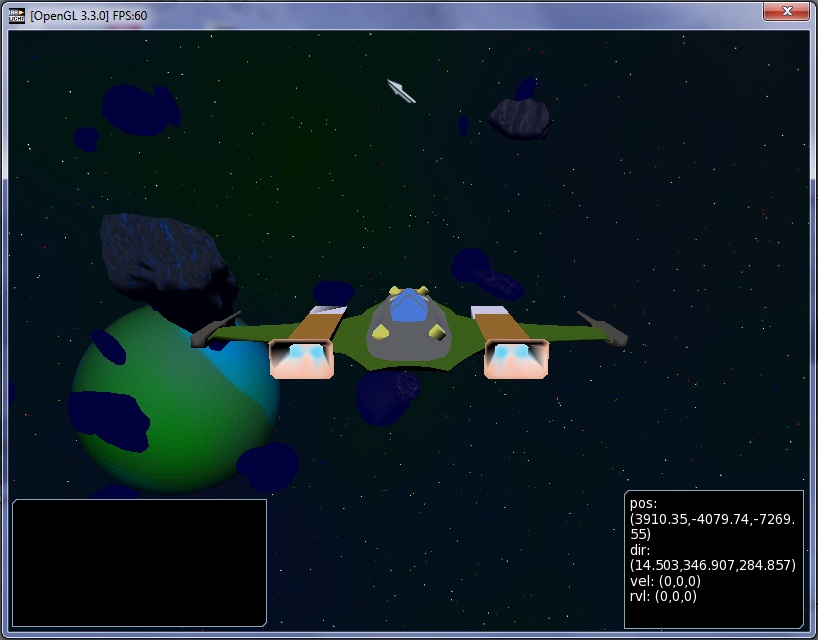 [OpenGL 3.3.0] FPS:60
pos:
(3910.35,-4079.74,-7269.
55)
dir:
(14.503,346.907,284.857)
vel: (0,0,0)
rvl: (0,0,0)